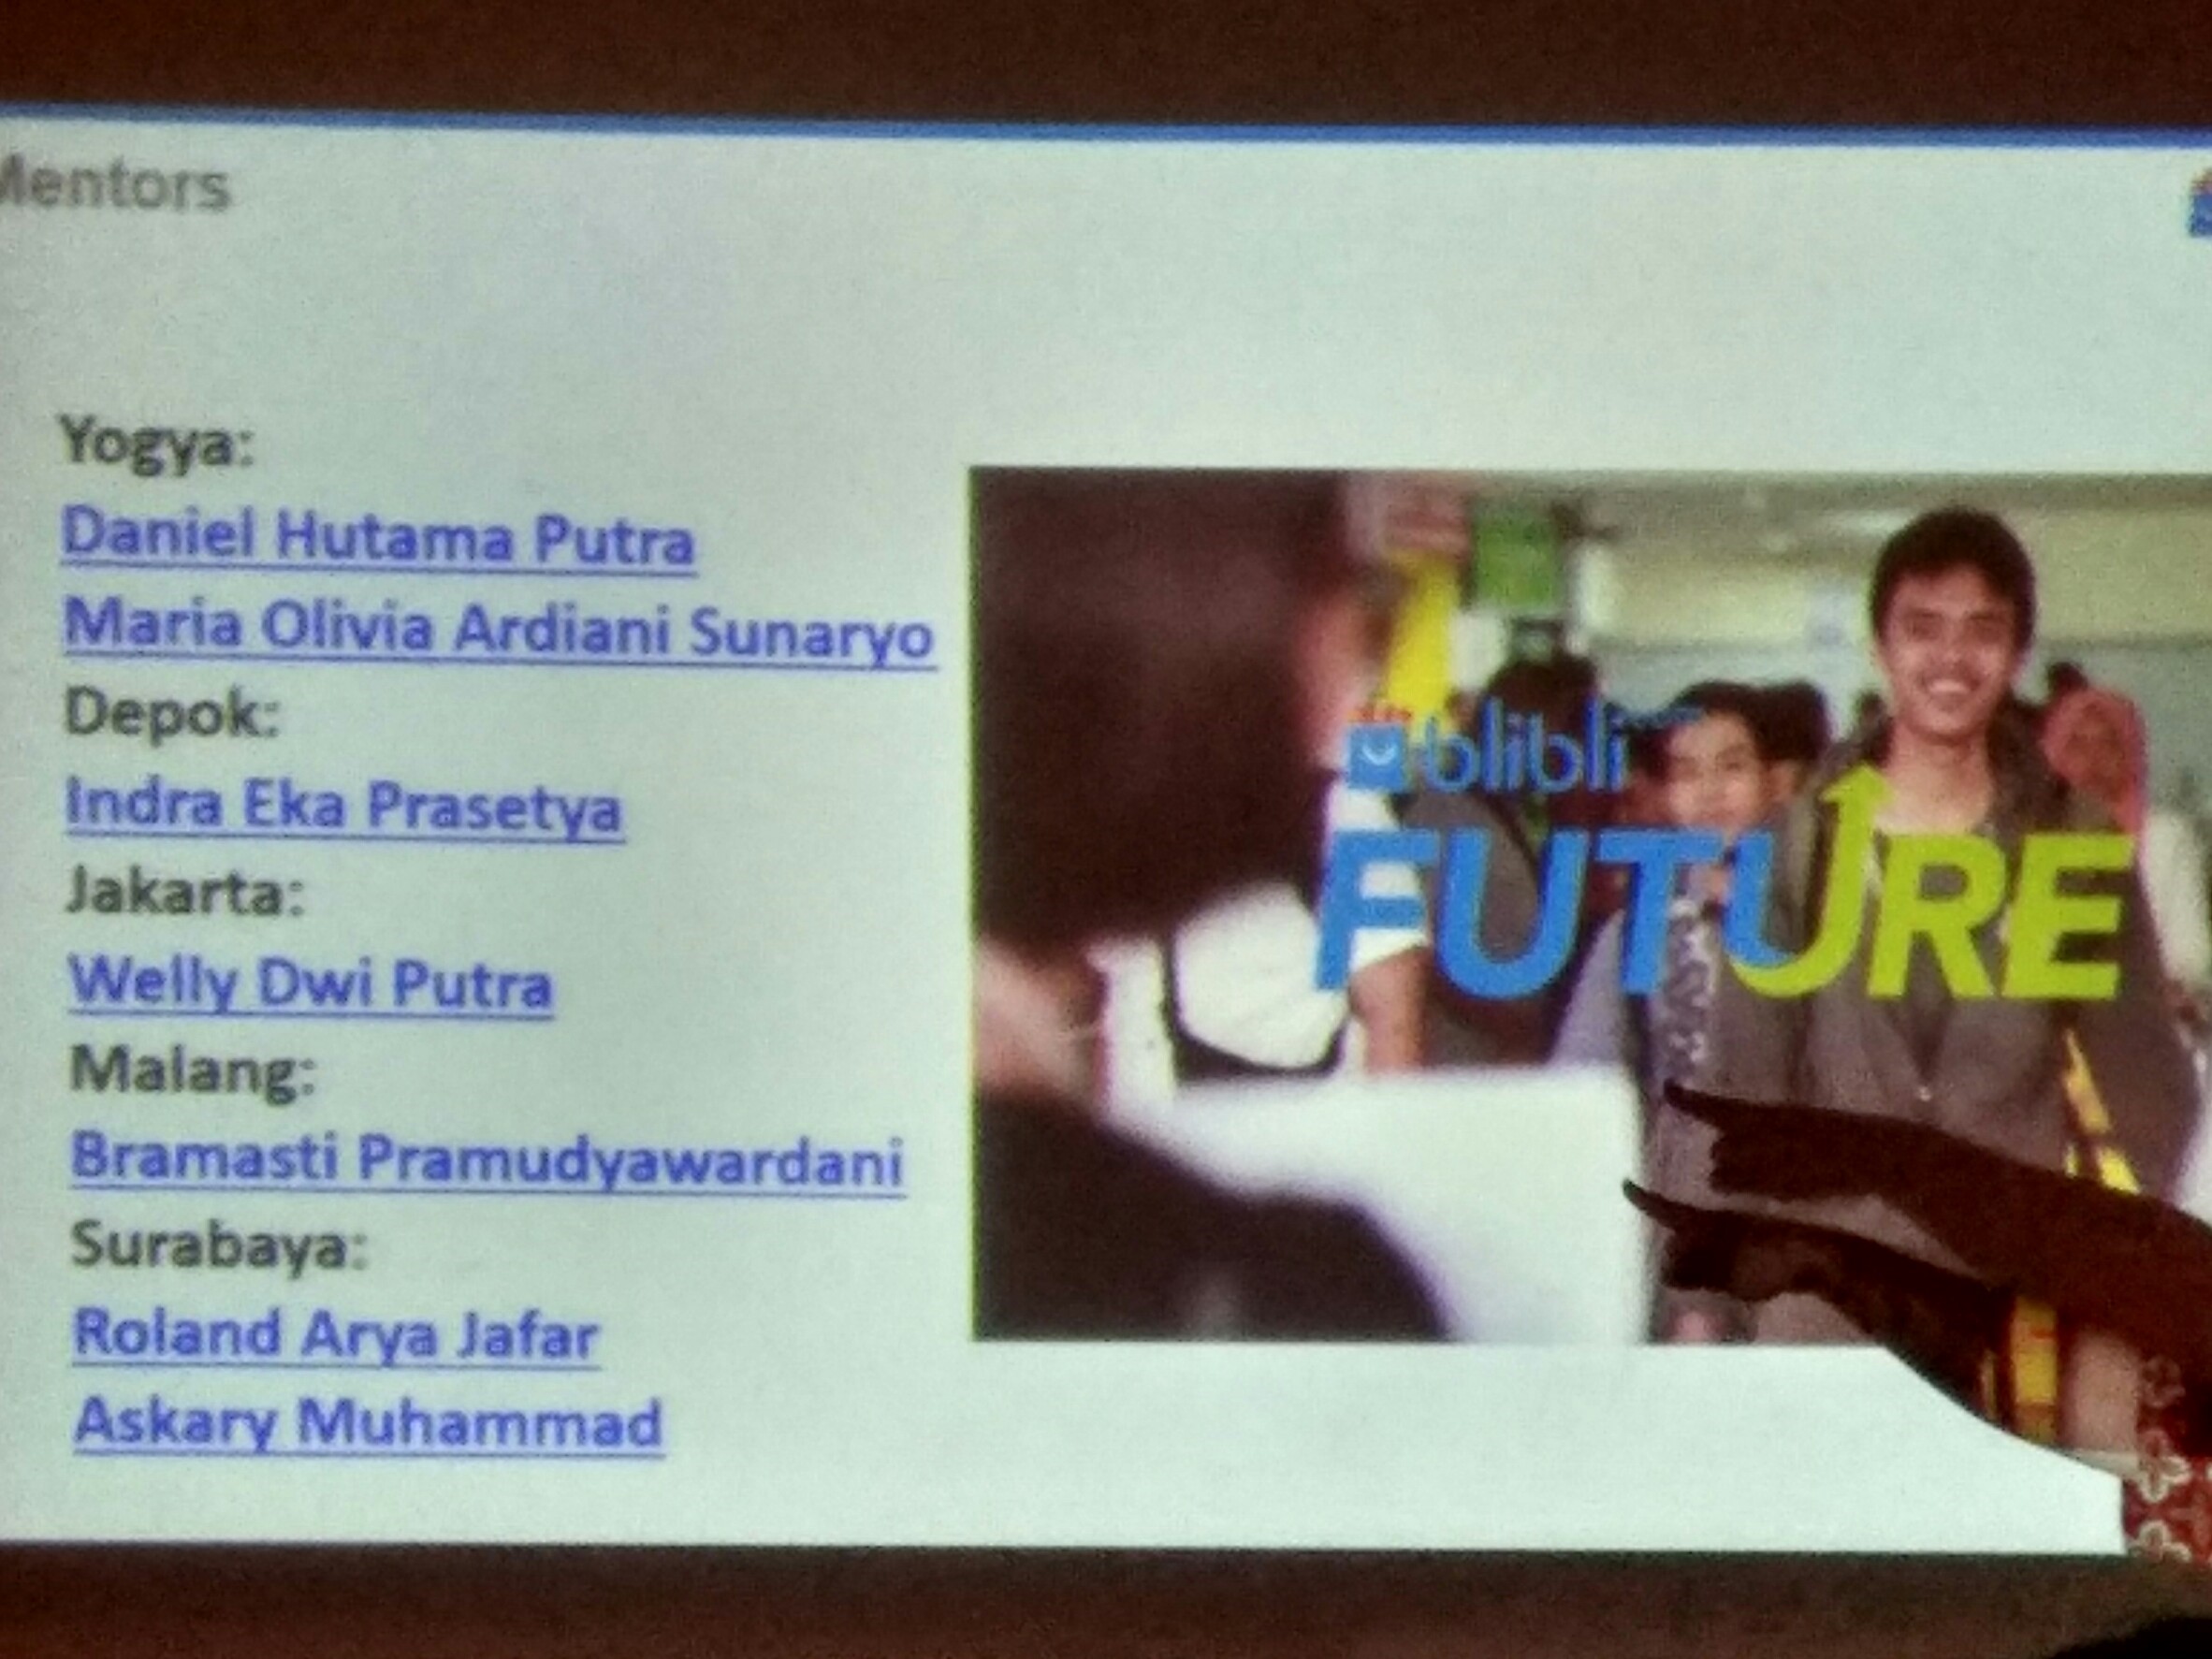 Mentors
Yogya:
Daniel Hutama Putra
Maria Olivia Ardiani Sunaryo
Depok:
Indra Eka Prasetya
Jakarta:
Welly Dwi Putra
Malang:
Bramasti Pramudyawardani
Surabaya:
Roland Arya Jafar
Askary Muhammad
blibli
FUTURE